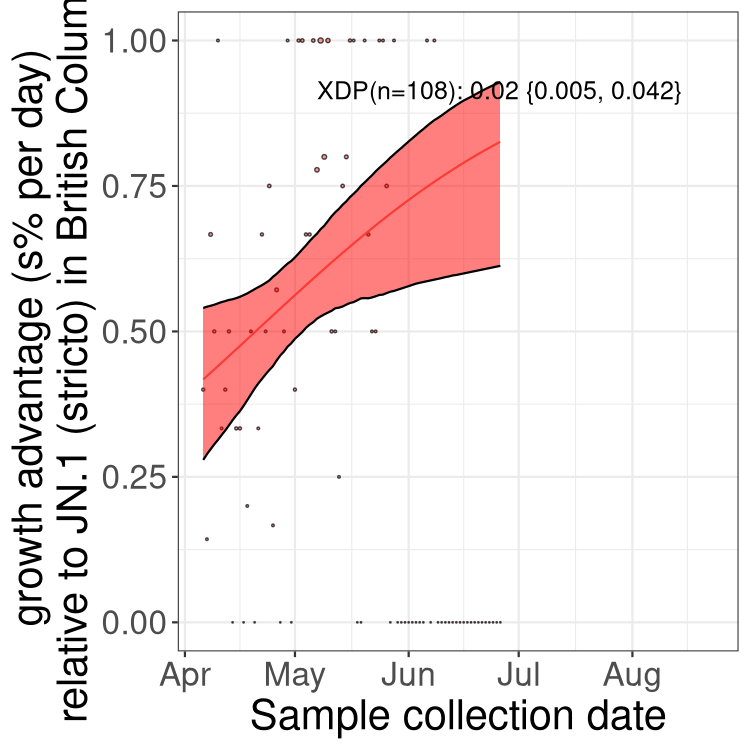 growth advantage (s% per day)
relative to JN.1 (stricto) in British Colum
1.00
0.75
0.50
0.25
0.00
XDP(n=108): 0.02 {0.005, 0.042}
Apr May Jun Jul Aug
Sample collection date